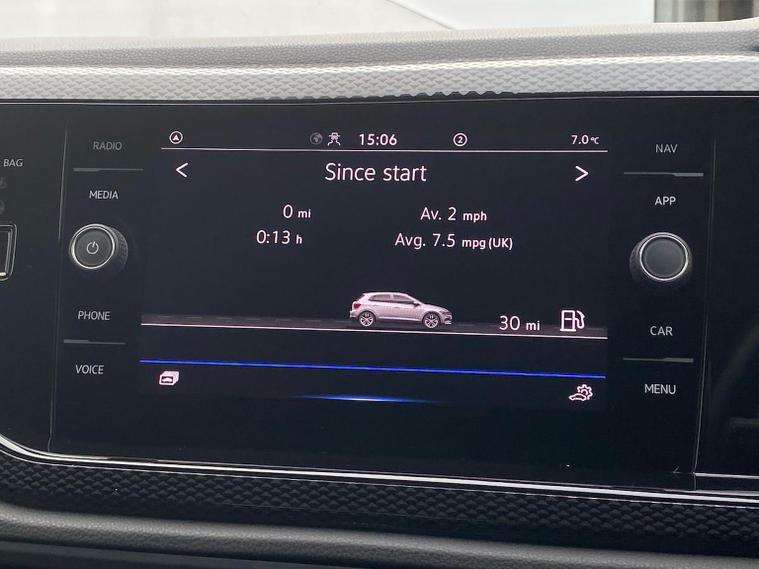 BAG
RADIO
MEDIA
PHONE
VOICE
15:06
2
7.0 °C
<
Since start
>
0 mi
Av. 2 mph
0:13 h
Avg. 7.5 mpg (UK)
30 mi
NAV
APP
CAR
MENU